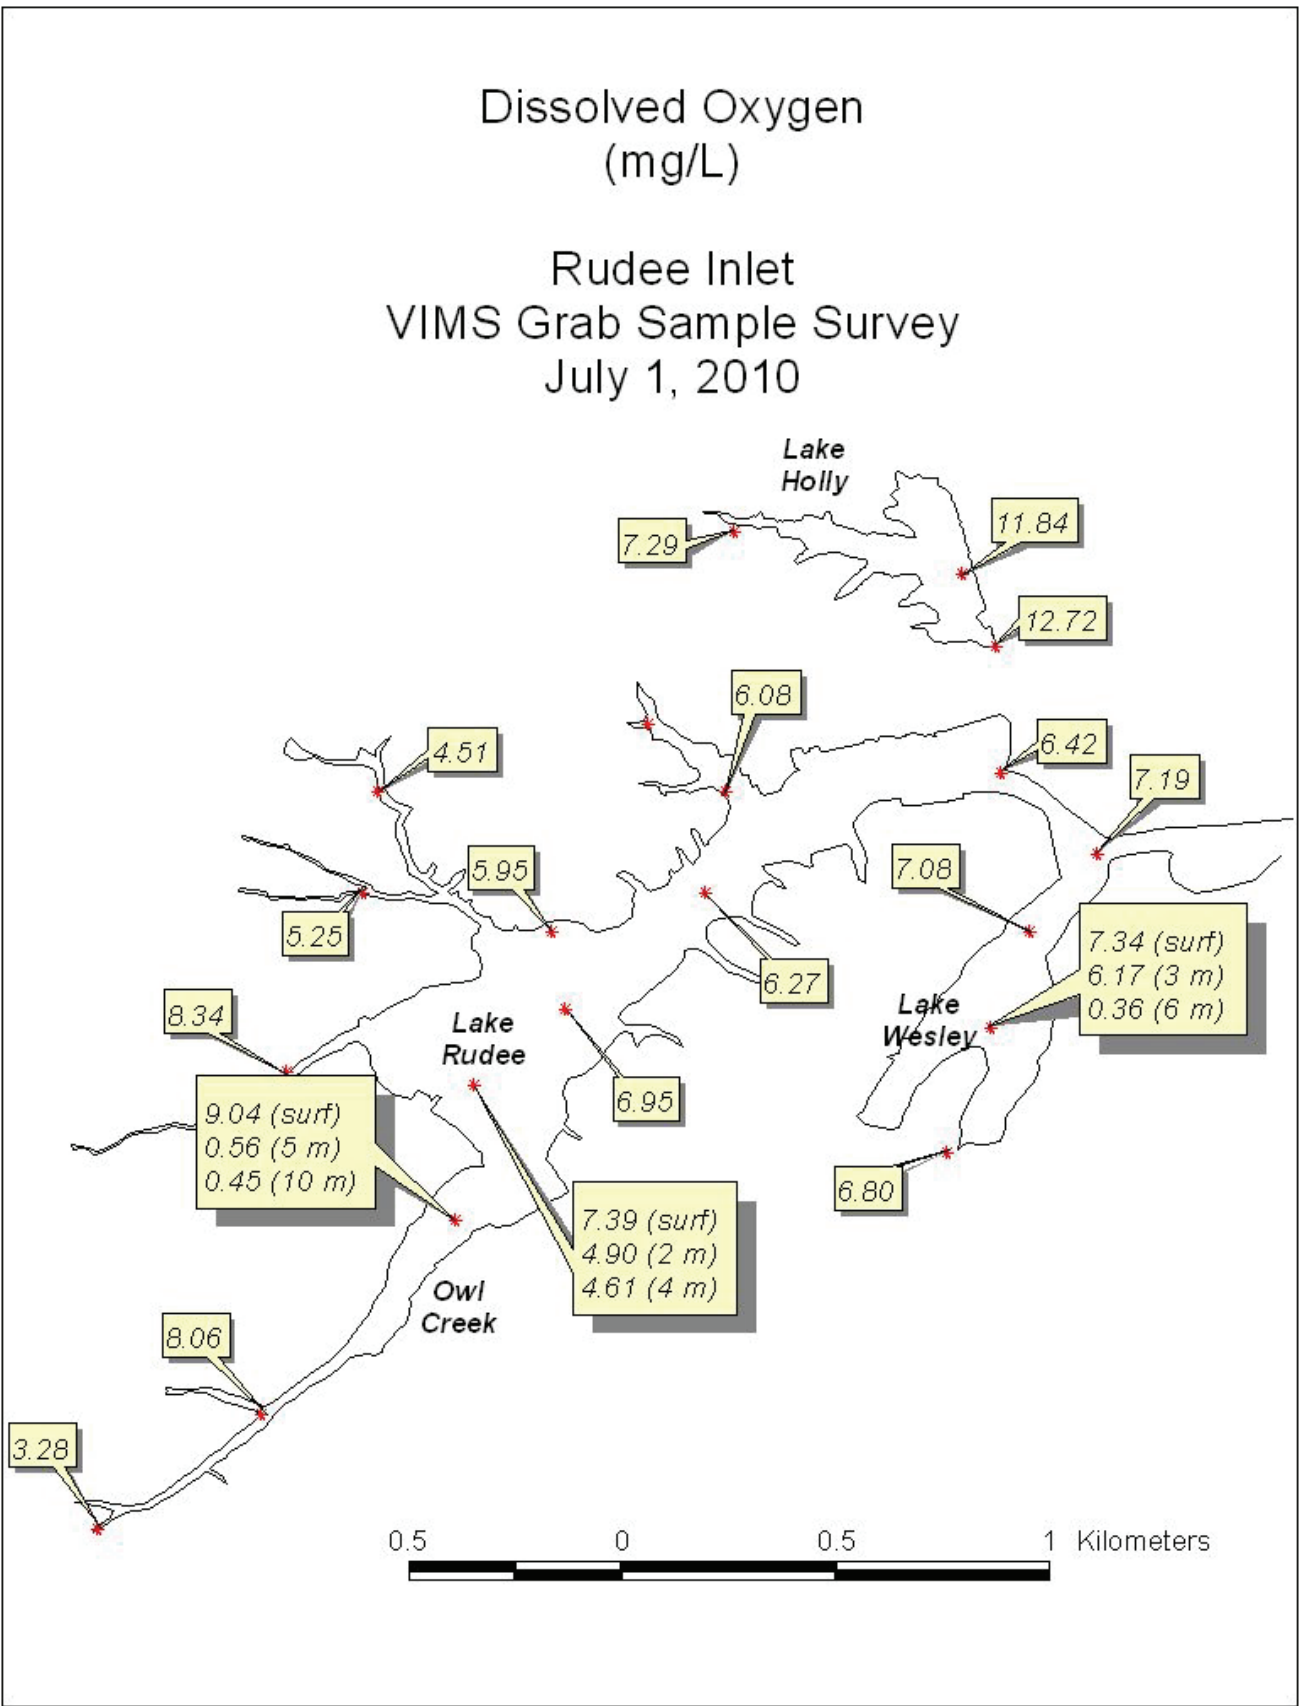 Dissolved Oxygen
(mg/L)
Rudee Inlet
VIMS Grab Sample Survey
July 1, 2010
Lake
Holly
11.84
7.29
12.72
6.08
4.51
6.42
7.19
5.95
7.08
5.25
7.34 (surf)
6.17 (3 m)
0.36 (6 m)
6.27
8.34
Lake
Wesley
Lake
Rudee
6.95
9.04 (surf)
0.56 (5 m)
0.45 (10 m)
6.80
7.39 (surf)
4.90 (2 m)
4.61 (4 m)
Owl
Creek
8.06
3.28
0.5 0 0.5 1 Kilometers